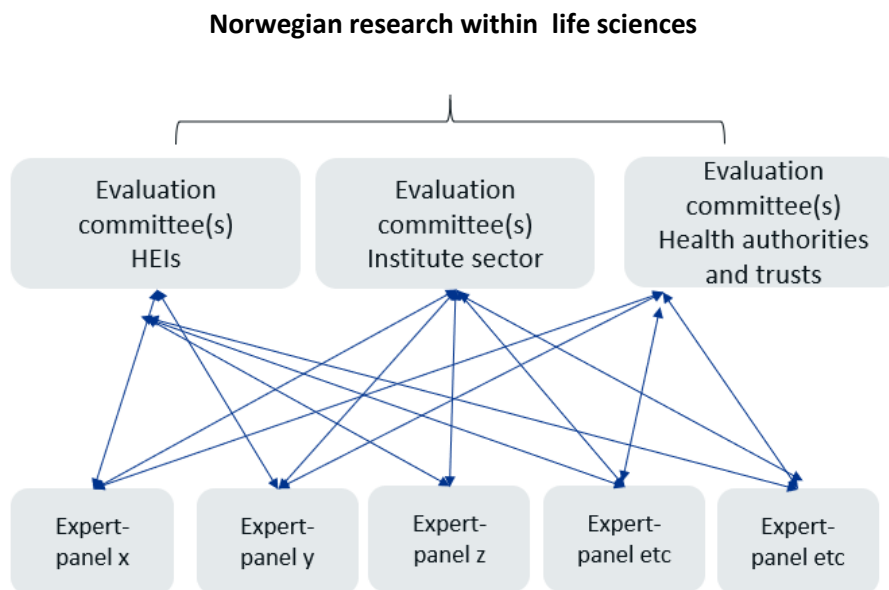 Norwegian research within  life sciences
Evaluation
committee(s)
HEIs
Evaluation
committee(s)
Institute sector
Evaluation
committee(s)
Health authorities
and trusts
Expert-
panel x
Expert-
panel y
Expert-
panel z
Expert-
panel etc
Expert-
panel etc